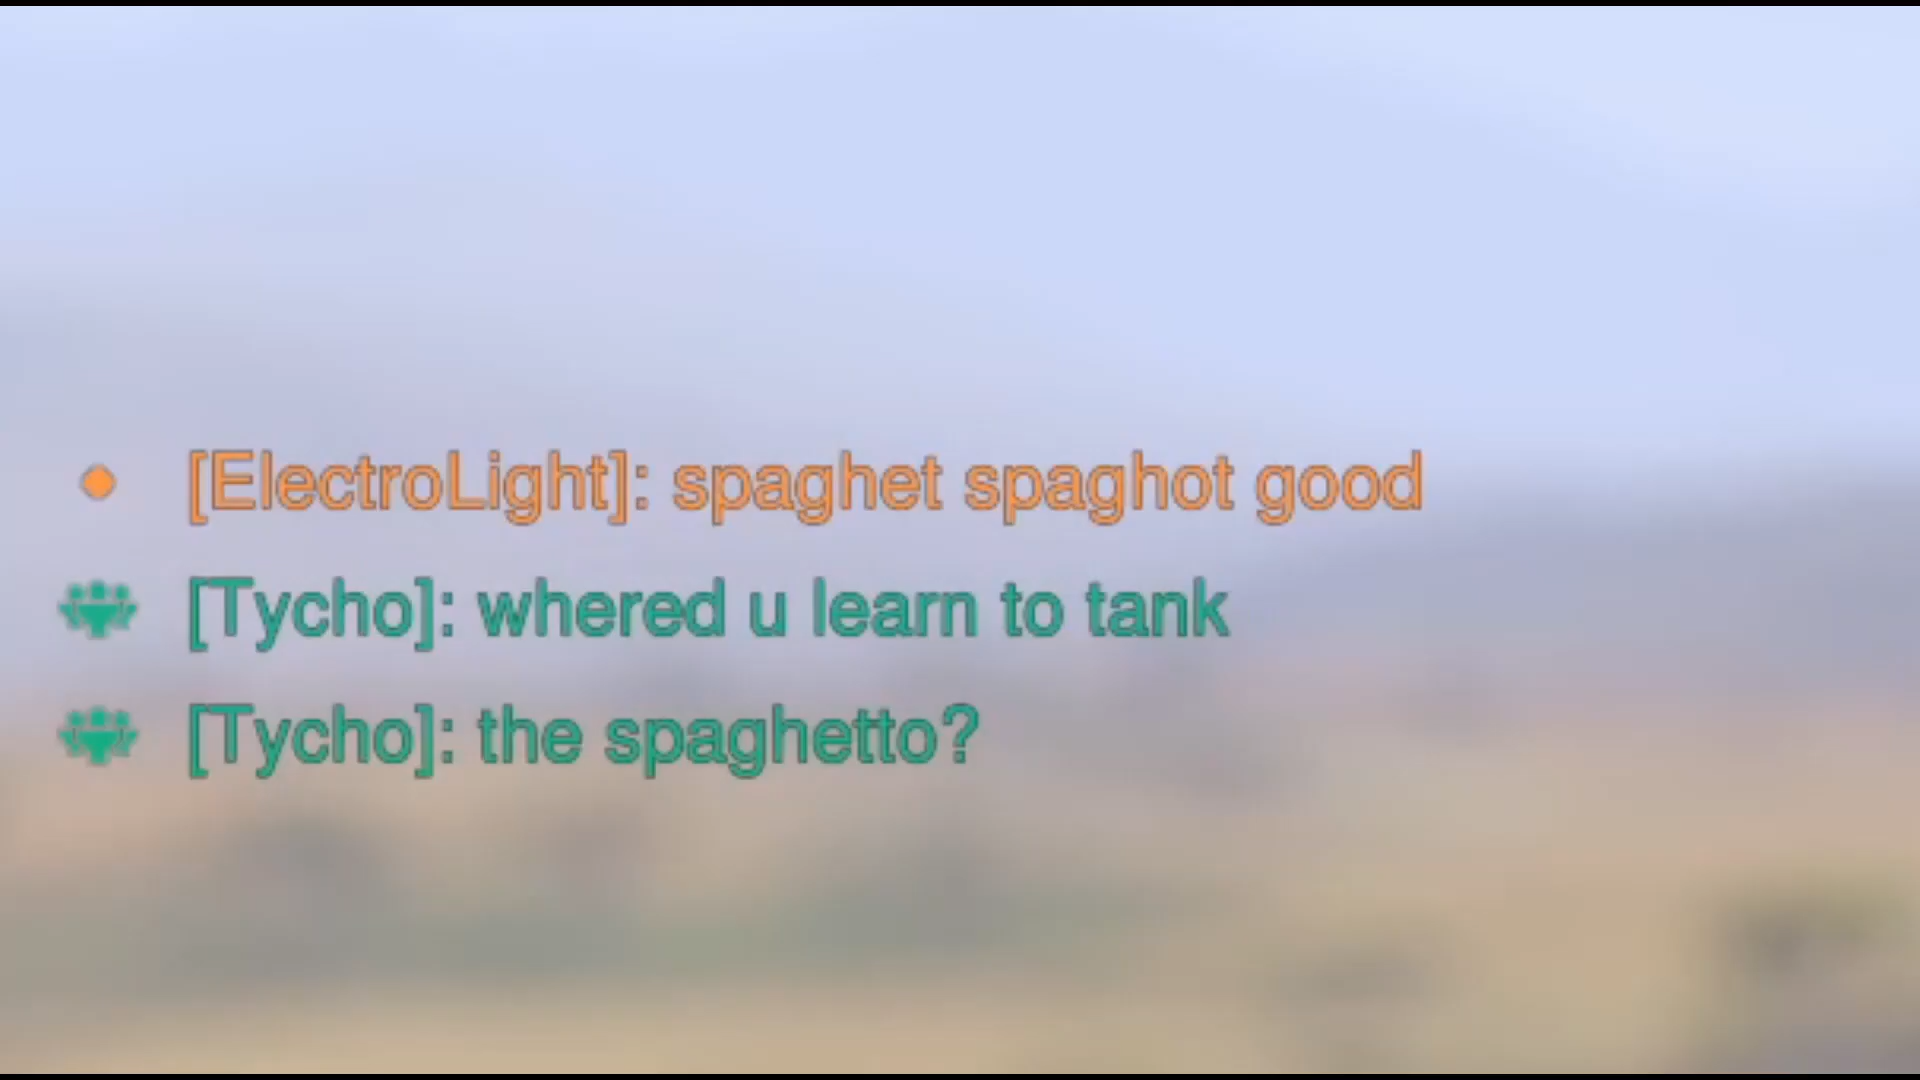 [ElectroLight]: spaghet spaghot good
[Tycho]: whered u learn to tank
[Tycho]: the spaghetto?